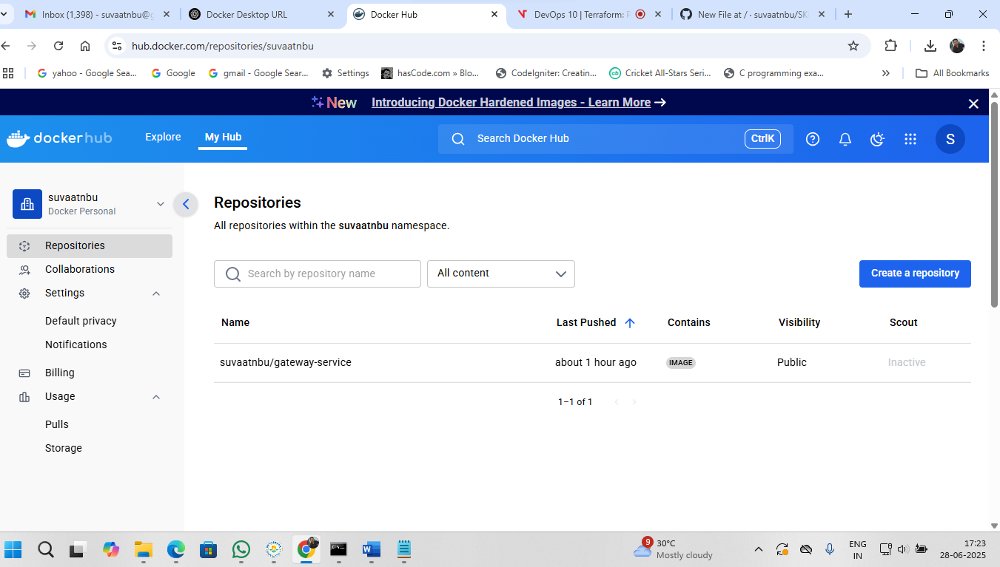 Inbox (1,398) - suvaatnbu@g
Docker Desktop URL
Docker Hub
DevOps 10 | Terraform: P
New File at / · suvaatnbu/SK
hub.docker.com/repositories/suvaatnbu
yahoo - Google Sea...
Google
gmail - Google Sear...
Settings
hasCode.com » Blo...
CodeIgniter: Creatin...
Cricket All-Stars Seri...
C programming exa...
»
All Bookmarks
New Introducing Docker Hardened Images - Learn More →
dockerhub
Explore
My Hub
Search Docker Hub
CtrlK
S
suvaatnbu
Docker Personal
Repositories
Collaborations
Settings
Default privacy
Notifications
Billing
Usage
Pulls
Storage
Repositories
All repositories within the suvaatnbu namespace.
Search by repository name
All content
Create a repository
Name Last Pushed Contains Visibility Scout
suvaatnbu/gateway-service about 1 hour ago IMAGE Public Inactive
1–1 of 1
9
30°C
Mostly cloudy
ENG
IN
17:23
28-06-2025